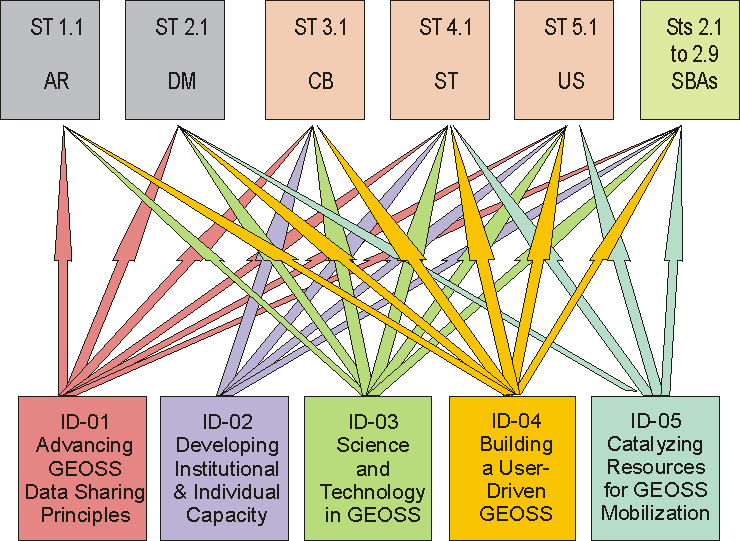 ST 1.1
AR
ST 2.1
DM
ST 3.1
CB
ST 4.1
ST
ST 5.1
US
Sts 2.1
to 2.9
SBAs
ID-01
Advancing
GEOSS
Data Sharing
Principles
ID-02
Developing
Institutional
& Individual
Capacity
ID-03
Science
and
Technology
in GEOSS
ID-04
Building
a User-
Driven
GEOSS
ID-05
Catalyzing
Resources
for GEOSS
Mobilization